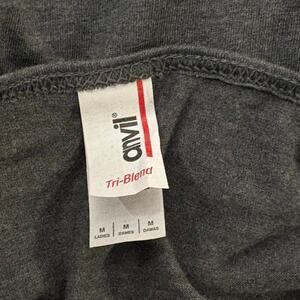 anvil®
Tri-Blend
M M M
LADIES DAMES DAMAS